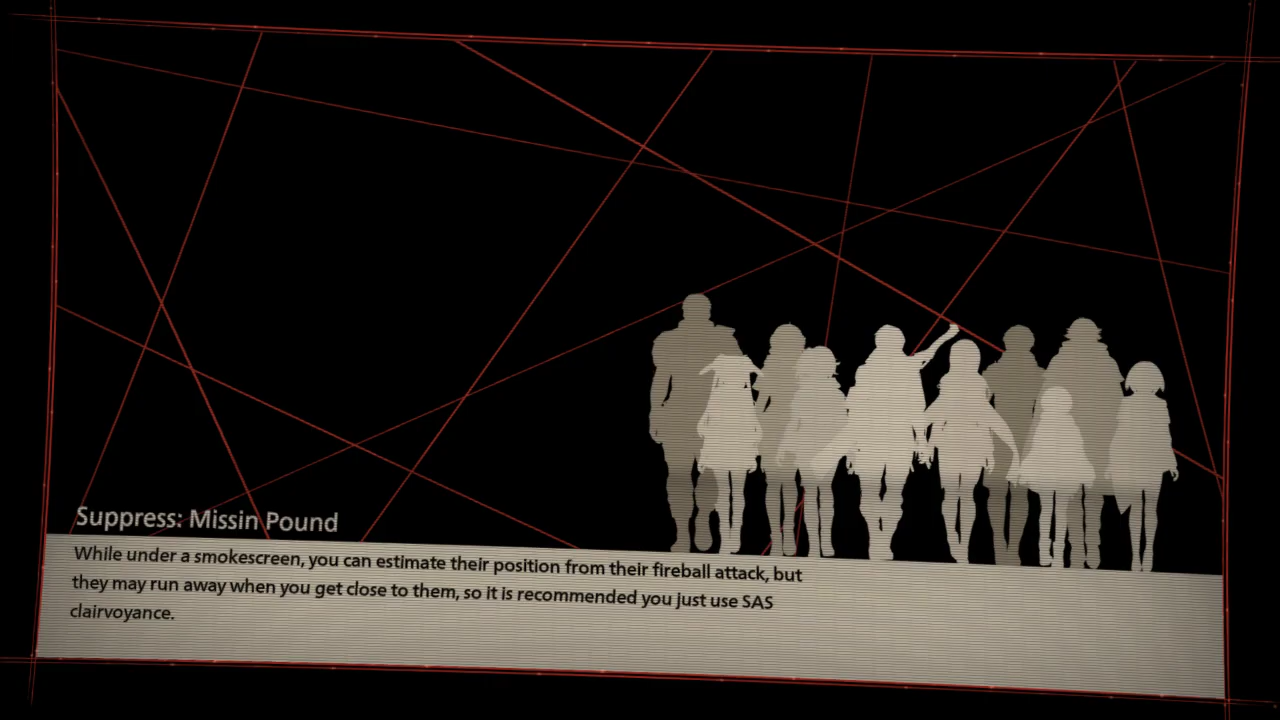 Suppress: Missin Pound
While under a smokescreen, you can estimate their position from their fireball attack, but
they may run away when you get close to them, so it is recommended you just use SAS
clairvoyance.